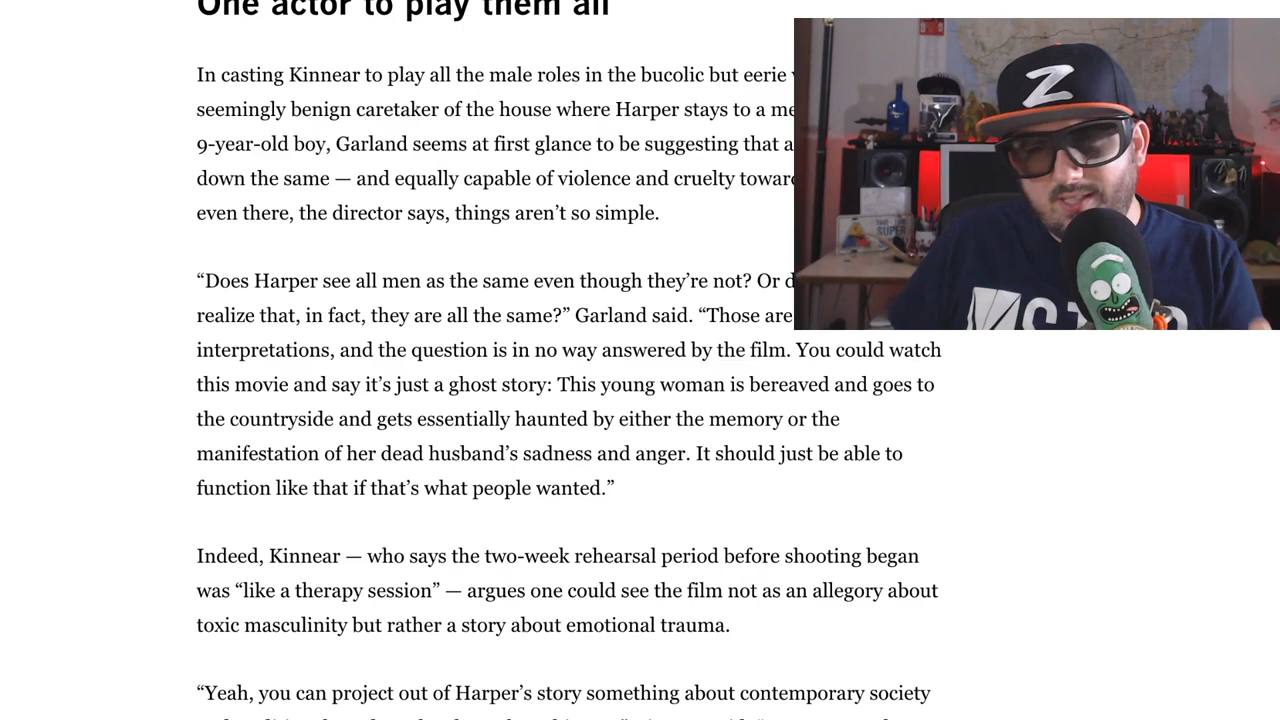 One actor to play them all
In casting Kinnear to play all the male roles in the bucolic but eerie
seemingly benign caretaker of the house where Harper stays to a
9-year-old boy, Garland seems at first glance to be suggesting that
down the same — and equally capable of violence and cruelty
even there, the director says, things aren’t so simple.
“Does Harper see all men as the same even though they’re not? Or
realize that, in fact, they are all the same?” Garland said. “Those are
interpretations, and the question is in no way answered by the film. You could watch
this movie and say it’s just a ghost story: This young woman is bereaved and goes to
the countryside and gets essentially haunted by either the memory or the
manifestation of her dead husband’s sadness and anger. It should just be able to
function like that if that’s what people wanted.”
Indeed, Kinnear — who says the two-week rehearsal period before shooting began
was “like a therapy session” — argues one could see the film not as an allegory about
toxic masculinity but rather a story about emotional trauma.
“Yeah, you can project out of Harper’s story something about contemporary society
Z
SUPER